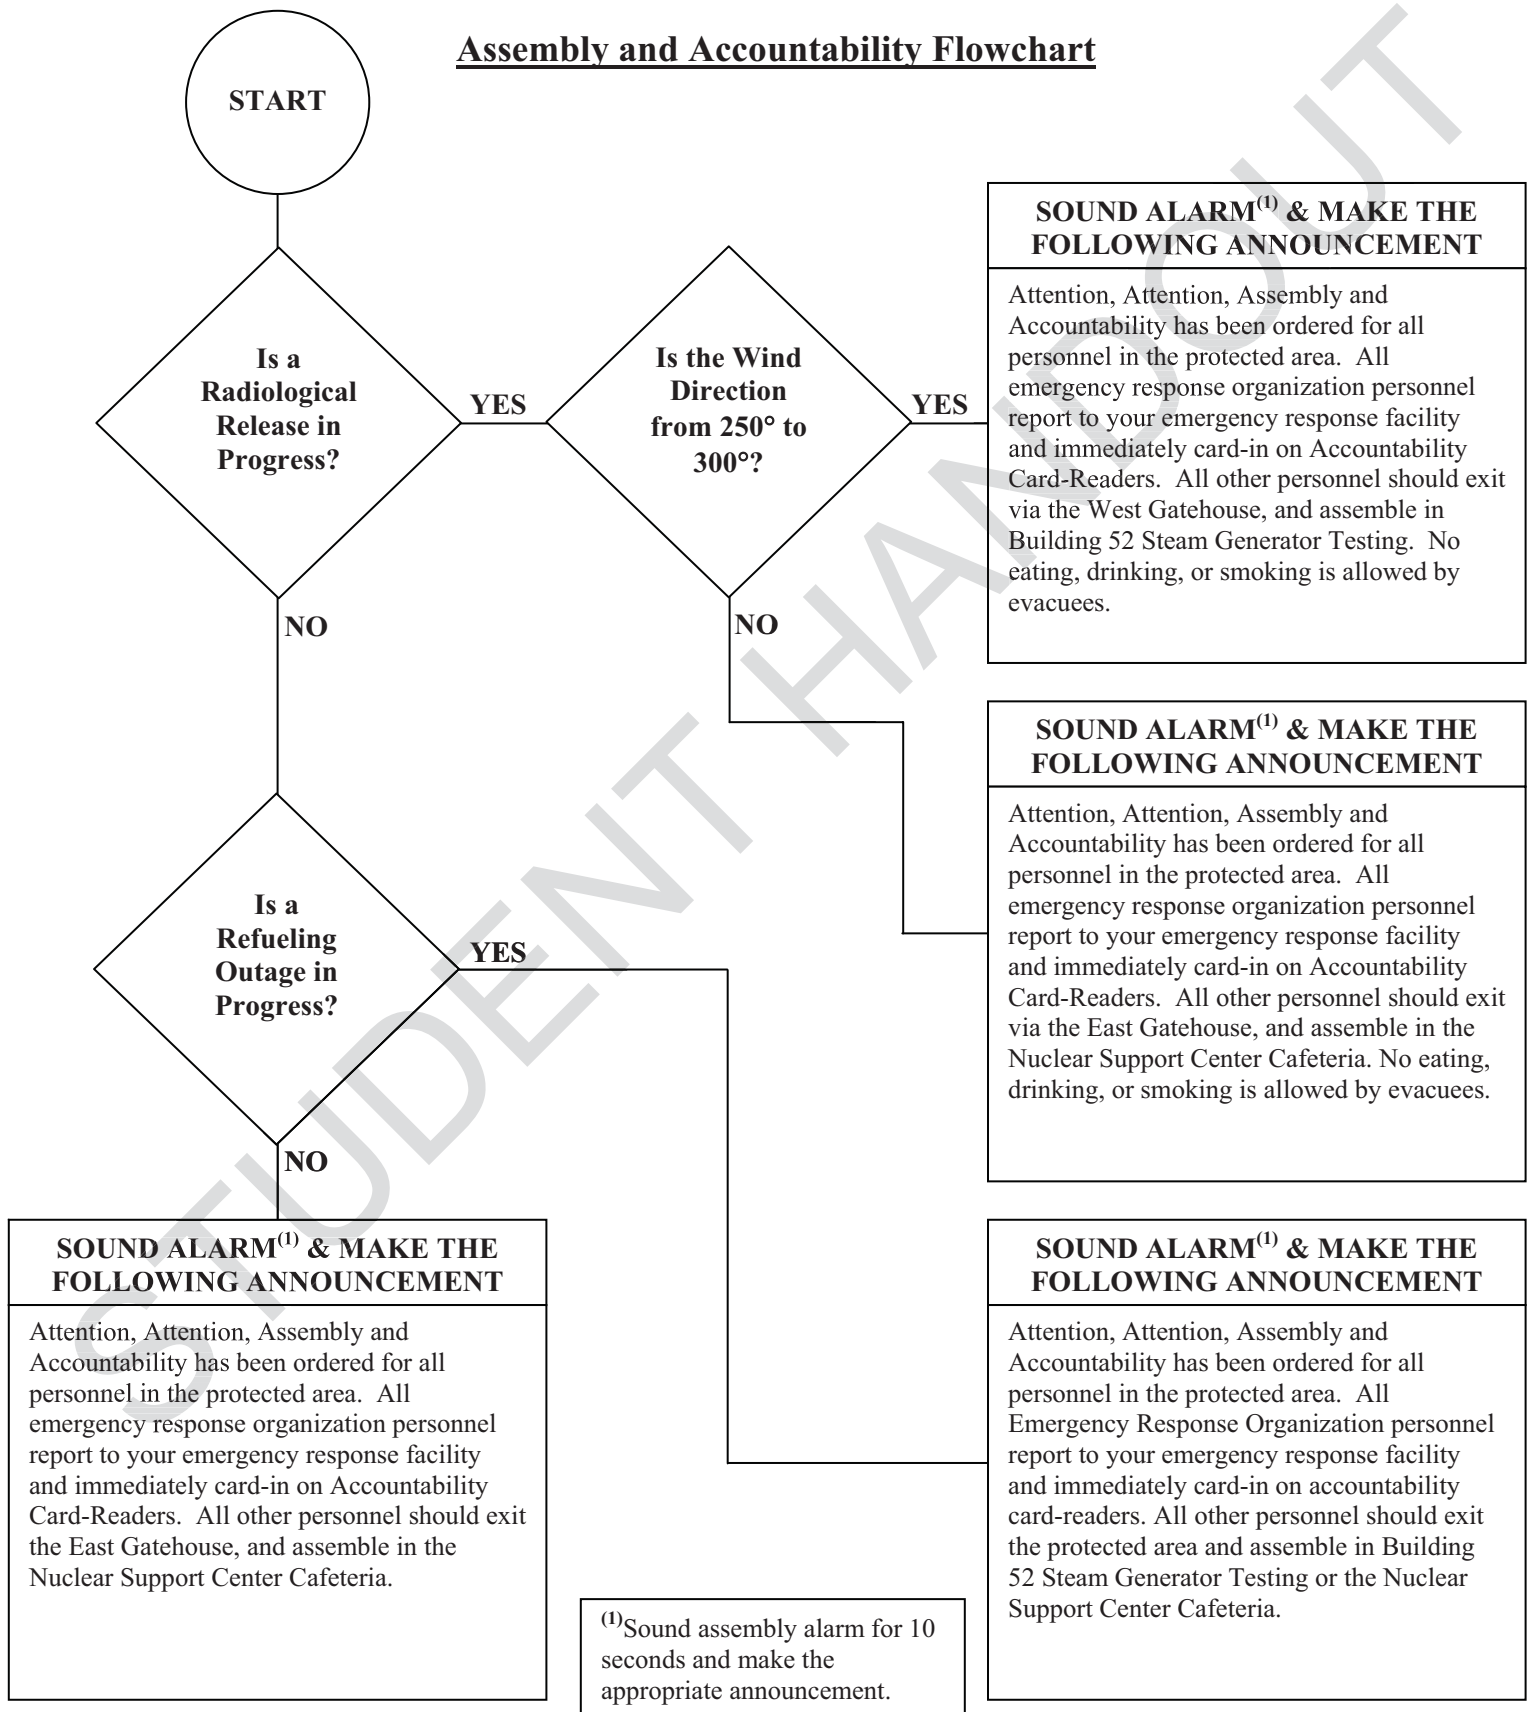 Assembly and Accountability Flowchart
START
Is a
Radiological
Release in
Progress?
YES
NO
Is the Wind
Direction
from 250° to
300°?
YES
NO
SOUND ALARM(1) & MAKE THE
FOLLOWING ANNOUNCEMENT
Attention, Attention, Assembly and
Accountability has been ordered for all
personnel in the protected area. All
emergency response organization personnel
report to your emergency response facility
and immediately card-in on Accountability
Card-Readers. All other personnel should exit
via the West Gatehouse, and assemble in
Building 52 Steam Generator Testing. No
eating, drinking, or smoking is allowed by
evacuees.
SOUND ALARM(1) & MAKE THE
FOLLOWING ANNOUNCEMENT
Attention, Attention, Assembly and
Accountability has been ordered for all
personnel in the protected area. All
emergency response organization personnel
report to your emergency response facility
and immediately card-in on Accountability
Card-Readers. All other personnel should exit
via the East Gatehouse, and assemble in the
Nuclear Support Center Cafeteria. No eating,
drinking, or smoking is allowed by evacuees.
Is a
Refueling
Outage in
Progress?
YES
NO
SOUND ALARM(1) & MAKE THE
FOLLOWING ANNOUNCEMENT
Attention, Attention, Assembly and
Accountability has been ordered for all
personnel in the protected area. All
emergency response organization personnel
report to your emergency response facility
and immediately card-in on Accountability
Card-Readers. All other personnel should exit
the East Gatehouse, and assemble in the
Nuclear Support Center Cafeteria.
SOUND ALARM(1) & MAKE THE
FOLLOWING ANNOUNCEMENT
Attention, Attention, Assembly and
Accountability has been ordered for all
personnel in the protected area. All
Emergency Response Organization personnel
report to your emergency response facility
and immediately card-in on accountability
card-readers. All other personnel should exit
the protected area and assemble in Building
52 Steam Generator Testing or the Nuclear
Support Center Cafeteria.
(1)Sound assembly alarm for 10
seconds and make the
appropriate announcement.
STUDENT HANDOUT